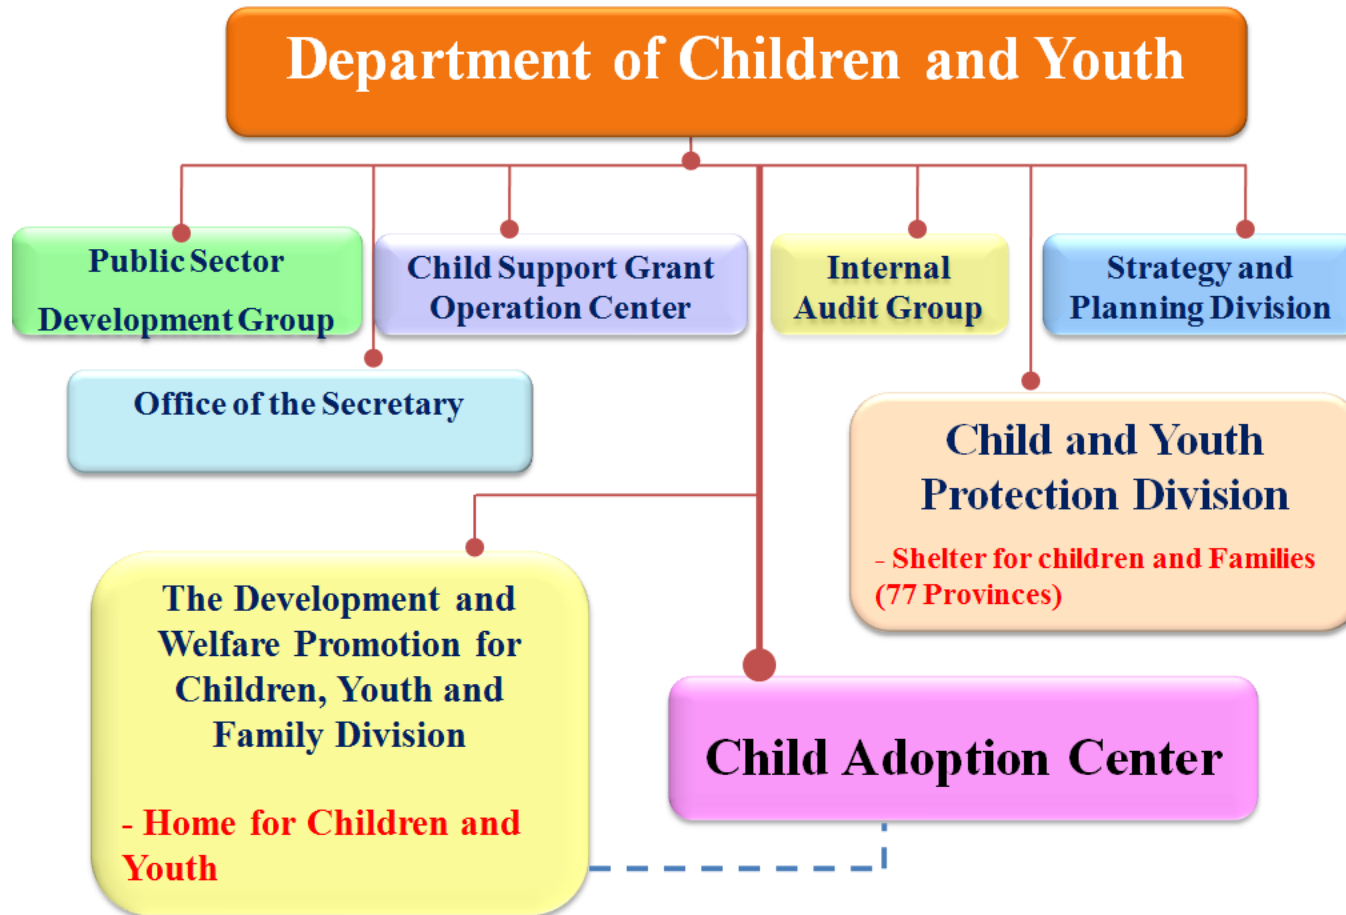 Department of Children and Youth
Public Sector
Development Group
Child Support Grant
Operation Center
Internal
Audit Group
Strategy and
Planning Division
Office of the Secretary
Child and Youth
Protection Division
- Shelter for children and Families
(77 Provinces)
The Development and
Welfare Promotion for
Children, Youth and
Family Division
- Home for Children and
Youth
Child Adoption Center